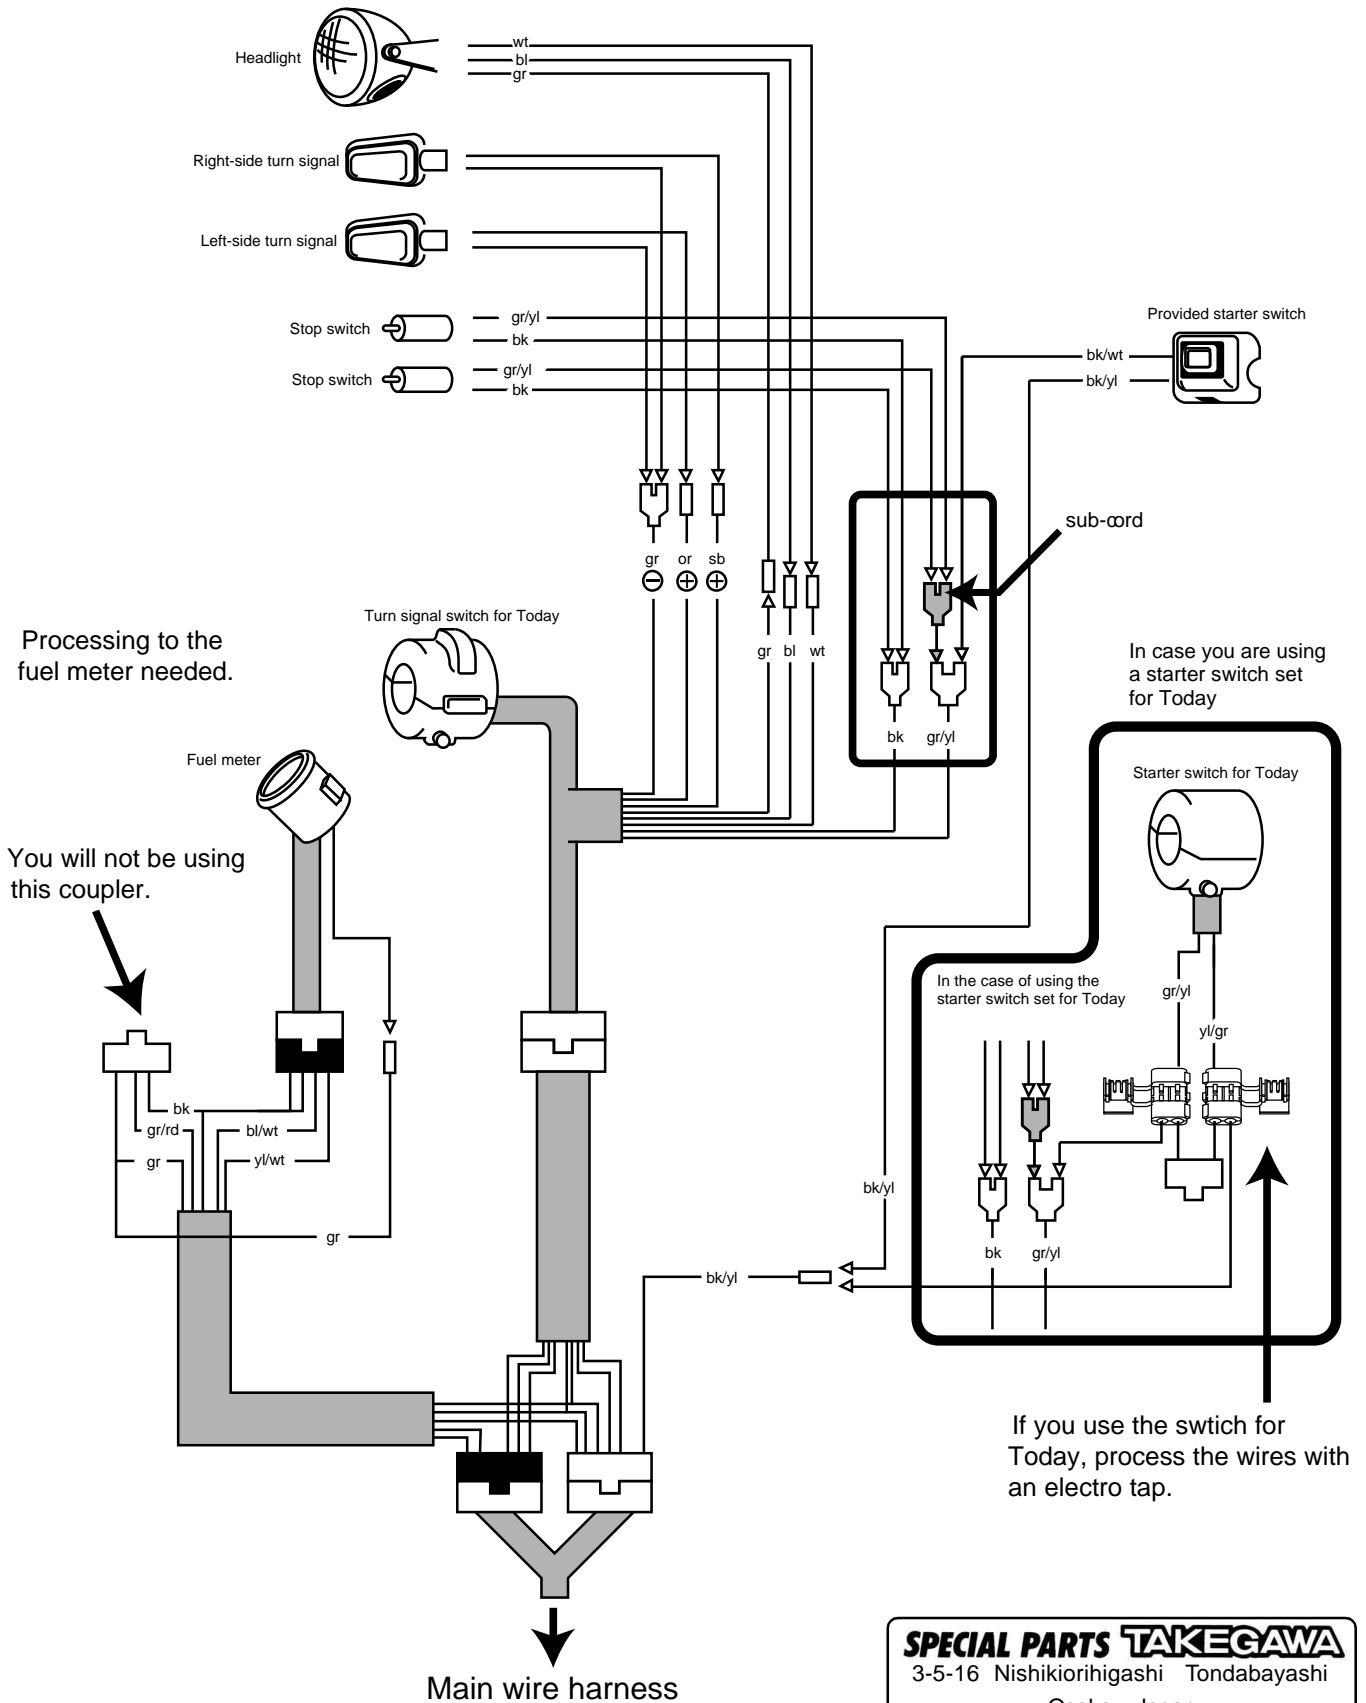 Headlight
wt
bl
gr
Right-side turn signal
Left-side turn signal
Stop switch
gr/yl
bk
Stop switch
gr/yl
bk
Provided starter switch
bk/wt
bk/yl
sub-cord
gr
or
sb
gr
bl
wt
bk
gr/yl
Turn signal switch for Today
Processing to the
fuel meter needed.
Fuel meter
You will not be using
this coupler.
In case you are using
a starter switch set
for Today
Starter switch for Today
In the case of using the
starter switch set for Today
gr/yl
yl/gr
bk
gr/rd
gr
bl/wt
yl/wt
gr
bk/yl
bk/yl
bk
gr/yl
If you use the swtich for
Today, process the wires with
an electro tap.
Main wire harness
SPECIAL PARTS TAKEGAWA
3-5-16 Nishikiorihigashi Tondabayashi